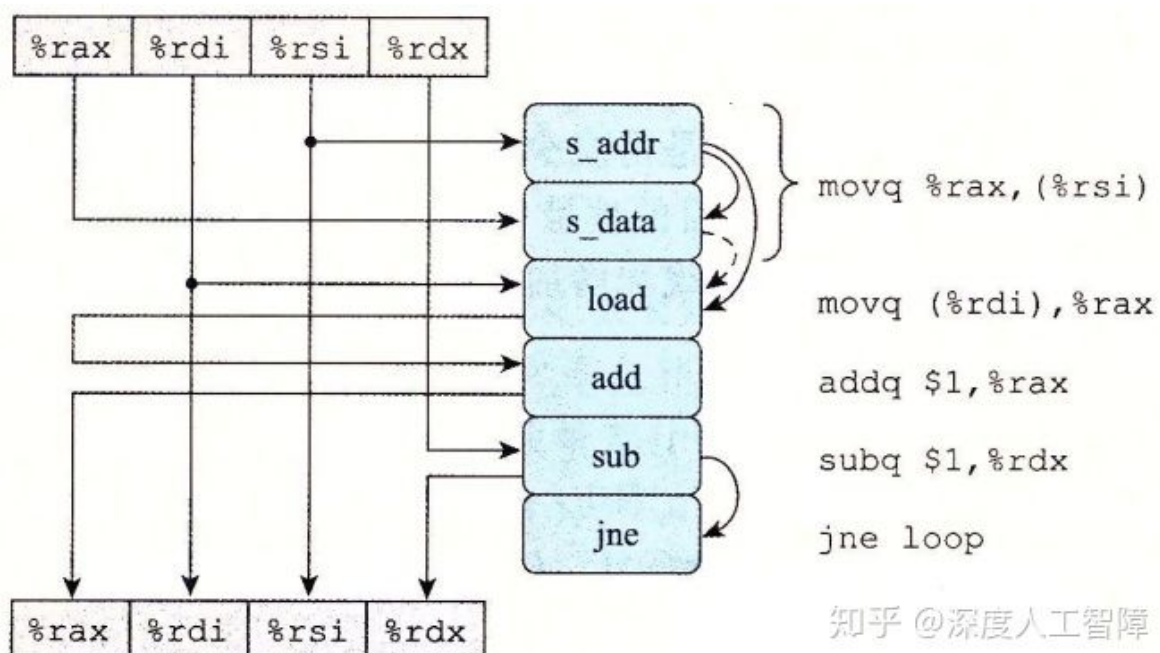 %rax %rdi %rsi %rdx
s_addr
movq %rax,(%rsi)
s_data
load
movq (%rdi),%rax
add
addq $1,%rax
sub
subq $1,%rdx
jne
jne loop
%rax %rdi %rsi %rdx
知乎 @深度人工智障